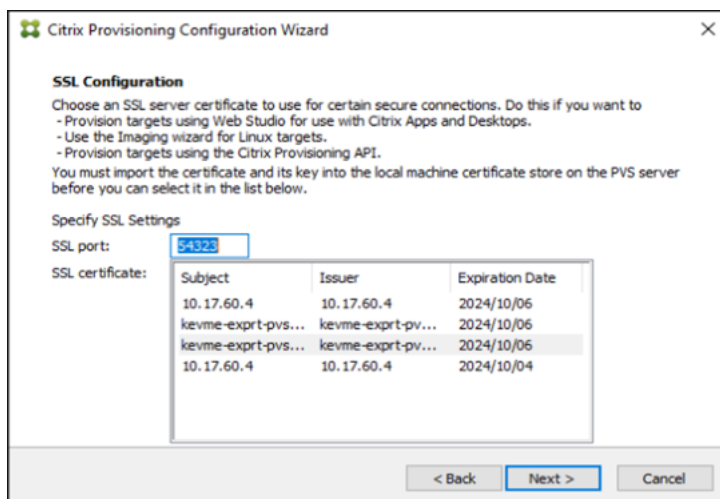 Citrix Provisioning Configuration Wizard
SSL Configuration
Choose an SSL server certificate to use for certain secure connections. Do this if you want to
- Provision targets using Web Studio for use with Citrix Apps and Desktops.
- Use the Imaging wizard for Linux targets.
- Provision targets using the Citrix Provisioning API.
You must import the certificate and its key into the local machine certificate store on the PVS server
before you can select it in the list below.
Specify SSL Settings
SSL port: 54323
SSL certificate: Subject Issuer Expiration Date
10.17.60.4 10.17.60.4 2024/10/06
kevme-exprt-pvs... kevme-exprt-pv... 2024/10/06
kevme-exprt-pvs... kevme-exprt-pv... 2024/10/06
10.17.60.4 10.17.60.4 2024/10/04
< Back Next > Cancel